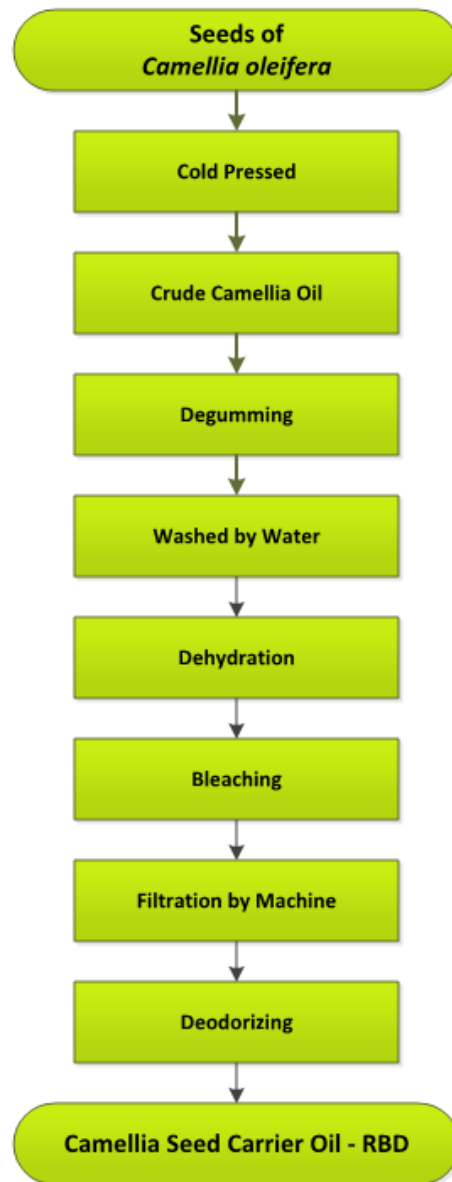 Seeds of
Camellia oleifera
Cold Pressed
Crude Camellia Oil
Degumming
Washed by Water
Dehydration
Bleaching
Filtration by Machine
Deodorizing
Camellia Seed Carrier Oil - RBD